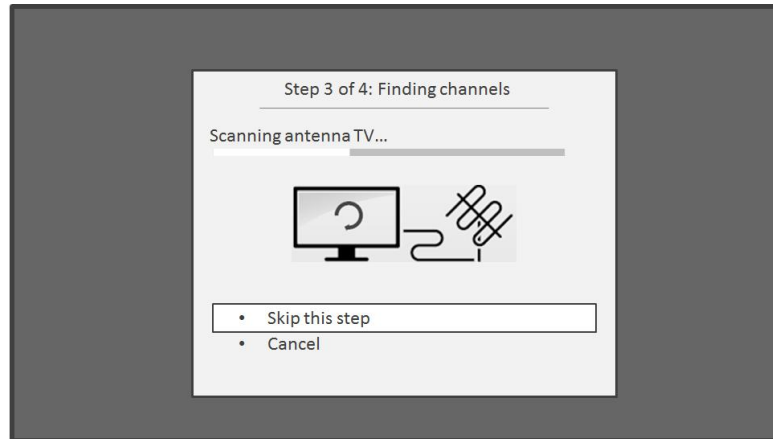 Step 3 of 4: Finding channels
Scanning antenna TV...
• Skip this step
• Cancel